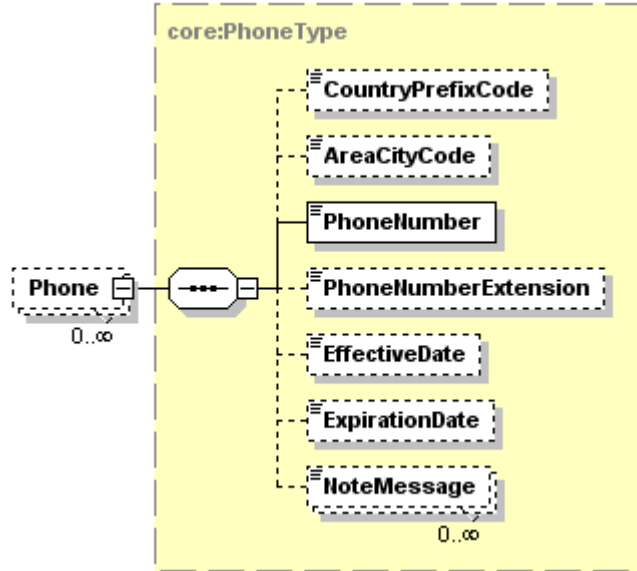 core:PhoneType
CountryPrefixCode
AreaCityCode
PhoneNumber
Phone
0..∞
PhoneNumberExtension
EffectiveDate
ExpirationDate
NoteMessage
0..∞